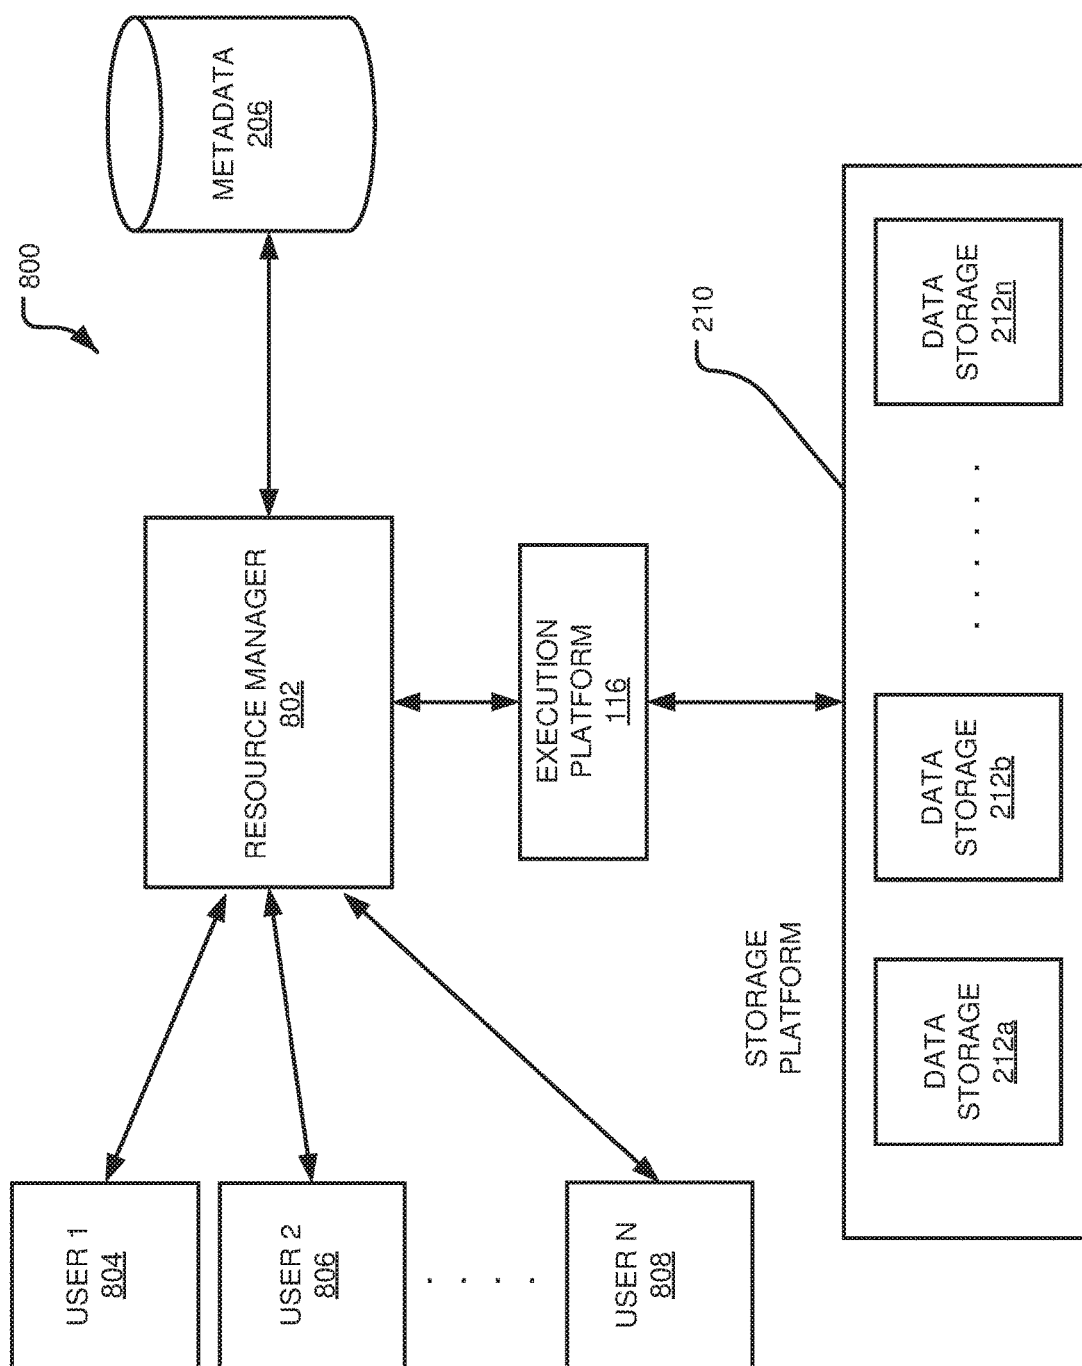 800
USER 1
804
USER 2
806
. . . .
USER N
808
RESOURCE MANAGER
802
METADATA
206
EXECUTION
PLATFORM
116
STORAGE
PLATFORM
210
DATA
STORAGE
212a
DATA
STORAGE
212b
. . . . . .
DATA
STORAGE
212n